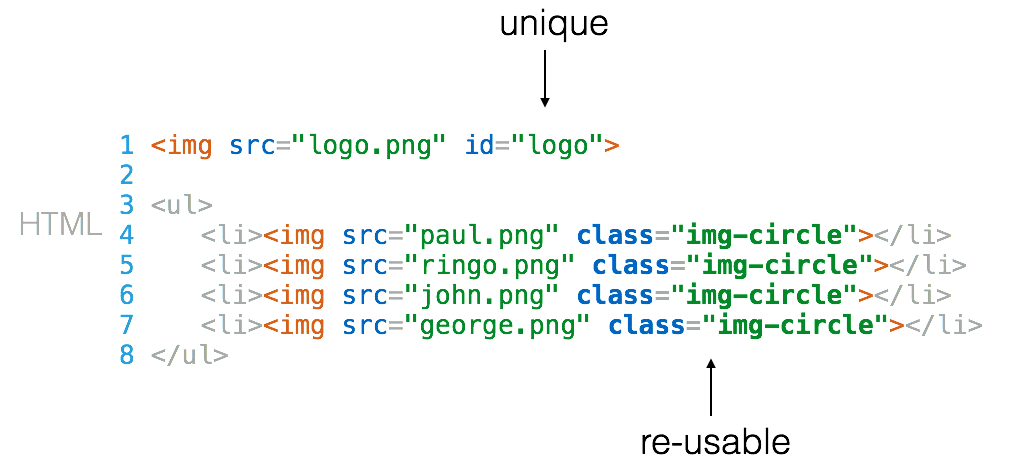 unique
1 <img src="logo.png" id="logo">
2
3 <ul>
HTML
4 <li><img src="paul.png" class="img-circle"></li>
5 <li><img src="ringo.png" class="img-circle"></li>
6 <li><img src="john.png" class="img-circle"></li>
7 <li><img src="george.png" class="img-circle"></li>
8 </ul>
re-usable